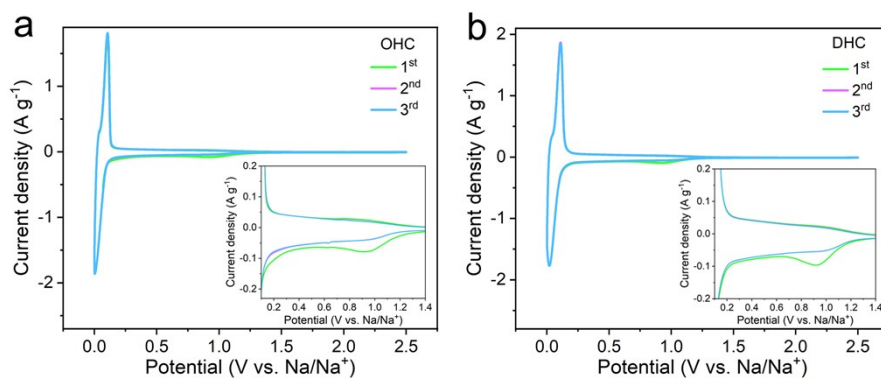 a
OHC
1st
2nd
3rd
Current density (A g-1)
1
0
-1
-2
0.0 0.5 1.0 1.5 2.0 2.5
Potential (V vs. Na/Na+)
Current density (A g-1)
0.2
0.1
0.0
-0.1
-0.2
0.2 0.4 0.6 0.8 1.0 1.2 1.4
Potential (V vs. Na/Na+)
b
DHC
1st
2nd
3rd
Current density (A g-1)
2
1
0
-1
-2
0.0 0.5 1.0 1.5 2.0 2.5
Potential (V vs. Na/Na+)
Current density (A g-1)
0.2
0.1
0.0
-0.1
-0.2
0.2 0.4 0.6 0.8 1.0 1.2 1.4
Potential (V vs. Na/Na+)